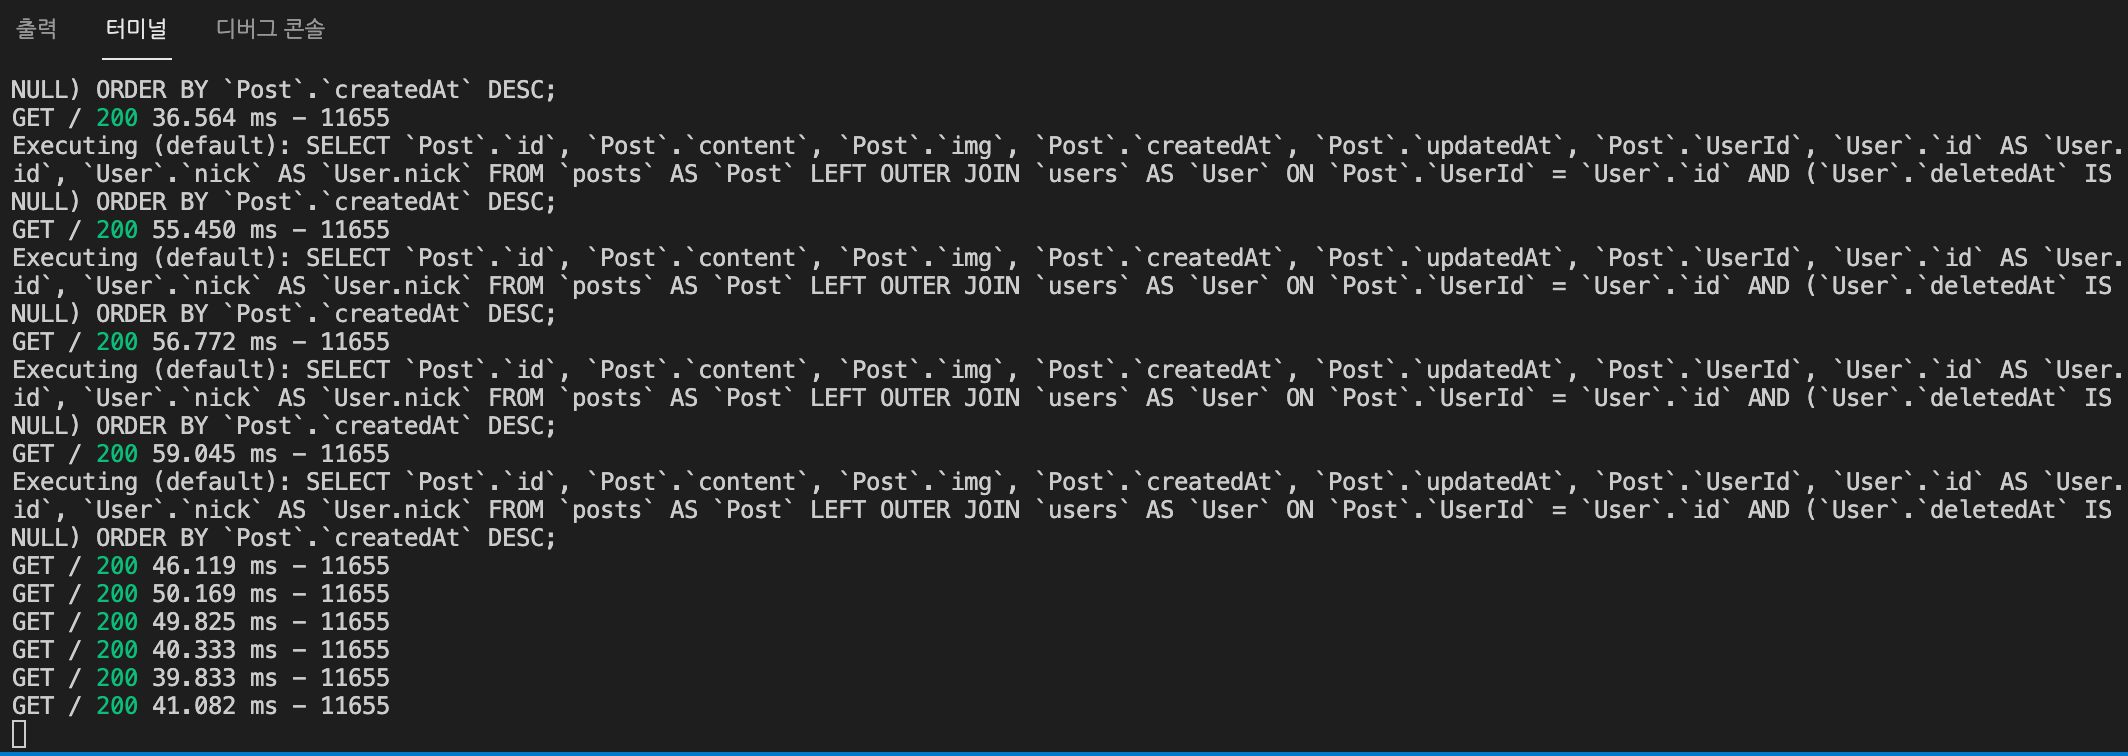 출력 터미널 디버그 콘솔
NULL) ORDER BY `Post`.`createdAt` DESC;
GET / 200 36.564 ms - 11655
Executing (default): SELECT `Post`.`id`, `Post`.`content`, `Post`.`img`, `Post`.`createdAt`, `Post`.`updatedAt`, `Post`.`UserId`, `User`.`id` AS `User.
id`, `User`.`nick` AS `User.nick` FROM `posts` AS `Post` LEFT OUTER JOIN `users` AS `User` ON `Post`.`UserId` = `User`.`id` AND (`User`.`deletedAt` IS
NULL) ORDER BY `Post`.`createdAt` DESC;
GET / 200 55.450 ms - 11655
Executing (default): SELECT `Post`.`id`, `Post`.`content`, `Post`.`img`, `Post`.`createdAt`, `Post`.`updatedAt`, `Post`.`UserId`, `User`.`id` AS `User.
id`, `User`.`nick` AS `User.nick` FROM `posts` AS `Post` LEFT OUTER JOIN `users` AS `User` ON `Post`.`UserId` = `User`.`id` AND (`User`.`deletedAt` IS
NULL) ORDER BY `Post`.`createdAt` DESC;
GET / 200 56.772 ms - 11655
Executing (default): SELECT `Post`.`id`, `Post`.`content`, `Post`.`img`, `Post`.`createdAt`, `Post`.`updatedAt`, `Post`.`UserId`, `User`.`id` AS `User.
id`, `User`.`nick` AS `User.nick` FROM `posts` AS `Post` LEFT OUTER JOIN `users` AS `User` ON `Post`.`UserId` = `User`.`id` AND (`User`.`deletedAt` IS
NULL) ORDER BY `Post`.`createdAt` DESC;
GET / 200 59.045 ms - 11655
Executing (default): SELECT `Post`.`id`, `Post`.`content`, `Post`.`img`, `Post`.`createdAt`, `Post`.`updatedAt`, `Post`.`UserId`, `User`.`id` AS `User.
id`, `User`.`nick` AS `User.nick` FROM `posts` AS `Post` LEFT OUTER JOIN `users` AS `User` ON `Post`.`UserId` = `User`.`id` AND (`User`.`deletedAt` IS
NULL) ORDER BY `Post`.`createdAt` DESC;
GET / 200 46.119 ms - 11655
GET / 200 50.169 ms - 11655
GET / 200 49.825 ms - 11655
GET / 200 40.333 ms - 11655
GET / 200 39.833 ms - 11655
GET / 200 41.082 ms - 11655